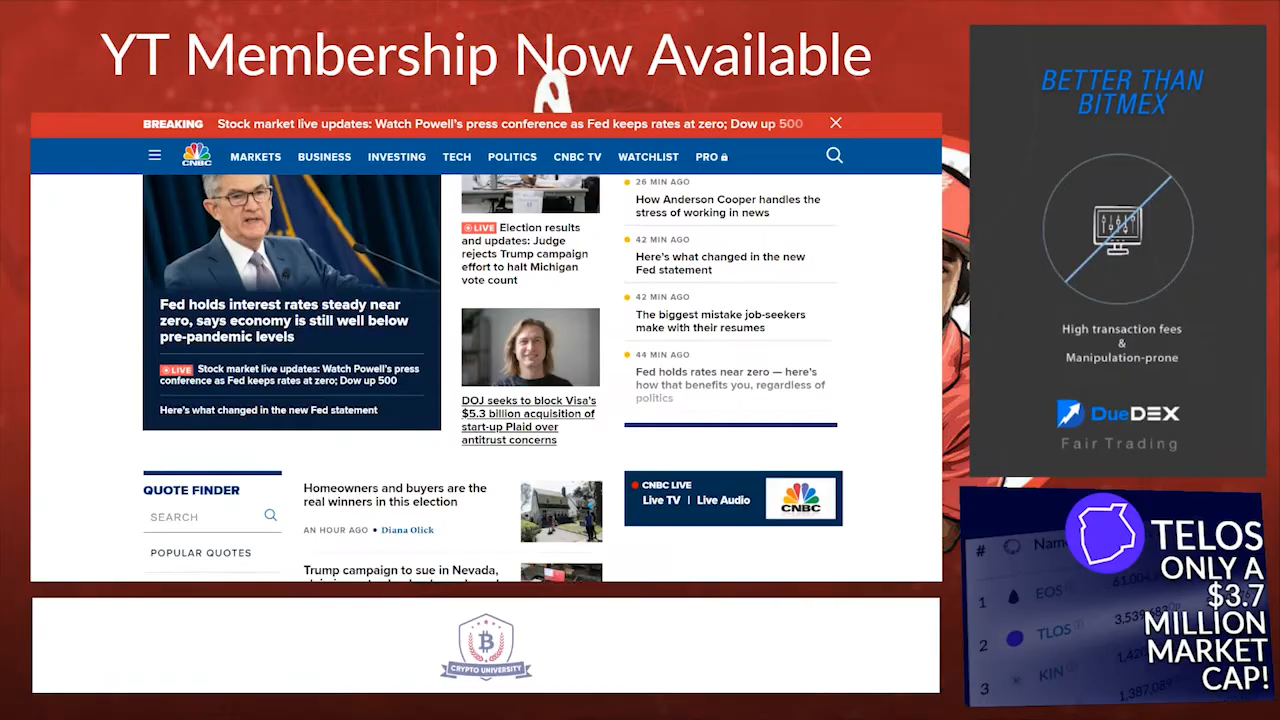 YT Membership Now Available
BREAKING Stock market live updates: Watch Powell's press conference as Fed keeps rates at zero; Dow up 500
CNBC
MARKETS BUSINESS INVESTING TECH POLITICS CNBC TV WATCHLIST PRO
Fed holds interest rates steady near
zero, says economy is still well below
pre-pandemic levels
LIVE Stock market live updates: Watch Powell's press
conference as Fed keeps rates at zero; Dow up 500
Here's what changed in the new Fed statement
LIVE Election results
and updates: Judge
rejects Trump campaign
effort to halt Michigan
vote count
DOJ seeks to block Visa's
$5.3 billion acquisition of
start-up Plaid over
antitrust concerns
26 MIN AGO
How Anderson Cooper handles the
stress of working in news
42 MIN AGO
Here's what changed in the new
Fed statement
42 MIN AGO
The biggest mistake job-seekers
make with their resumes
44 MIN AGO
Fed holds rates near zero — here's
how that benefits you, regardless of
politics
QUOTE FINDER
SEARCH
POPULAR QUOTES
Homeowners and buyers are the
real winners in this election
AN HOUR AGO • Diana Olick
Trump campaign to sue in Nevada,
CNBC LIVE
Live TV | Live Audio
CNBC
CRYPTO UNIVERSITY
BETTER THAN
BITMEX
High transaction fees
&
Manipulation-prone
DueDEX
Fair Trading
TELOS
ONLY A
$3.7
MILLION
MARKET
CAP!
# Name
1 EOS
2 TLOS
3 KIN
1,387,089